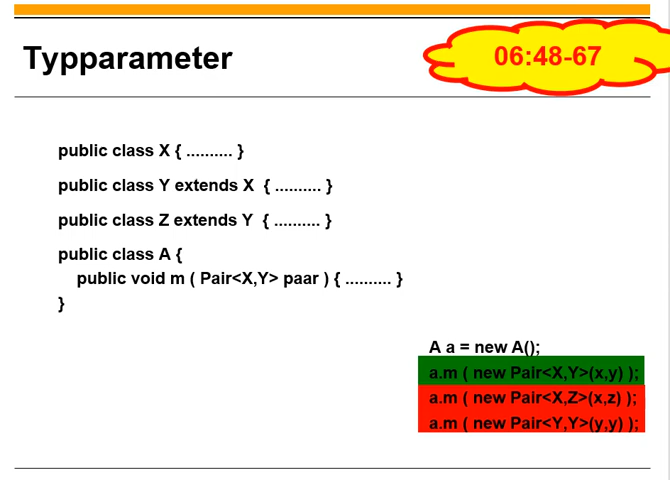 Typparameter
06:48-67
public class X { .......... }
public class Y extends X { .......... }
public class Z extends Y { .......... }
public class A {
public void m ( Pair<X,Y> paar ) { .......... }
}
A a = new A();
a.m ( new Pair<X,Y>(x,y) );
a.m ( new Pair<X,Z>(x,z) );
a.m ( new Pair<Y,Y>(y,y) );